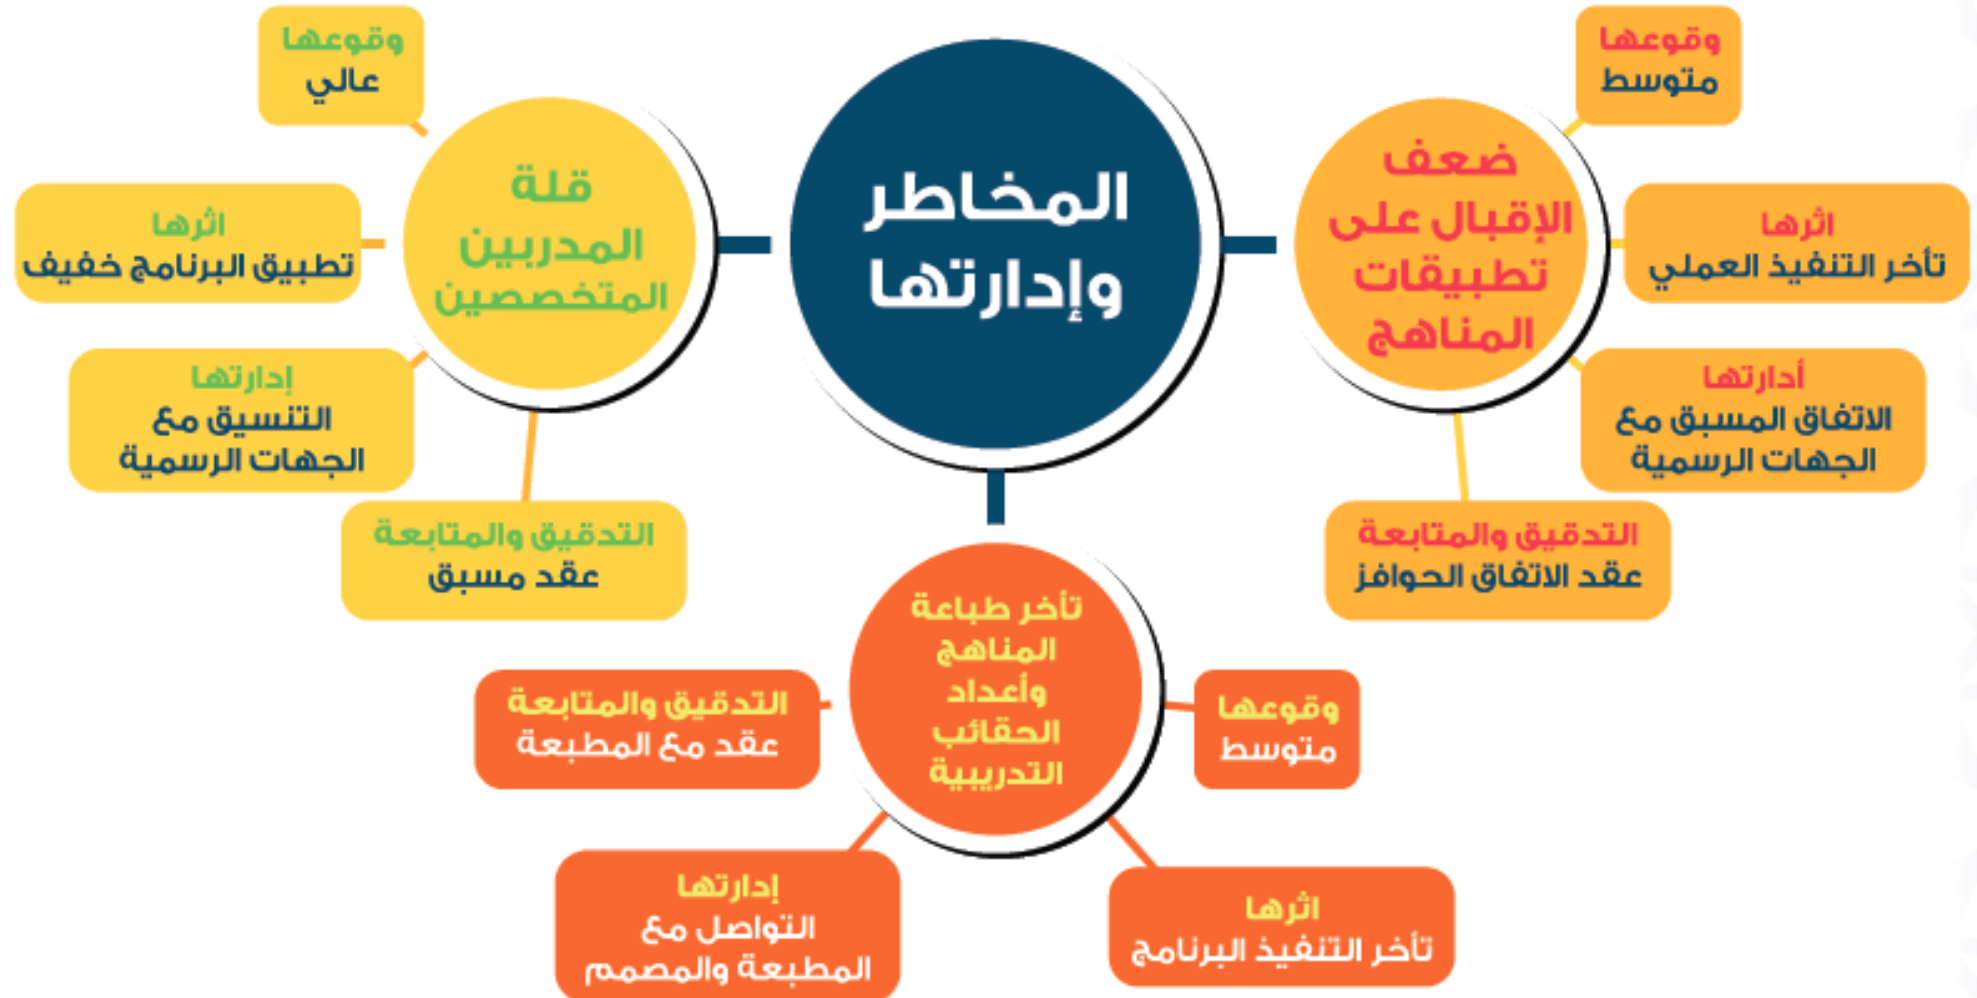 المخاطر
وإدارتها
ضعف
الإقبال على
تطبيقات
المناهج
وقوعها
متوسط
اثرها
تأخر التنفيذ العملي
أدارتها
الاتفاق المسبق مع
الجهات الرسمية
التدقيق والمتابعة
عقد الاتفاق الحوافز
قلة
المدربين
المتخصصين
وقوعها
عالي
اثرها
تطبيق البرنامج خفيف
إدارتها
التنسيق مع
الجهات الرسمية
التدقيق والمتابعة
عقد مسبق
تأخر طباعة
المناهج
وأعداد
الحقائب
التدريبية
وقوعها
متوسط
اثرها
تأخر التنفيذ البرنامج
إدارتها
التواصل مع
المطبعة والمصمم
التدقيق والمتابعة
عقد مع المطبعة